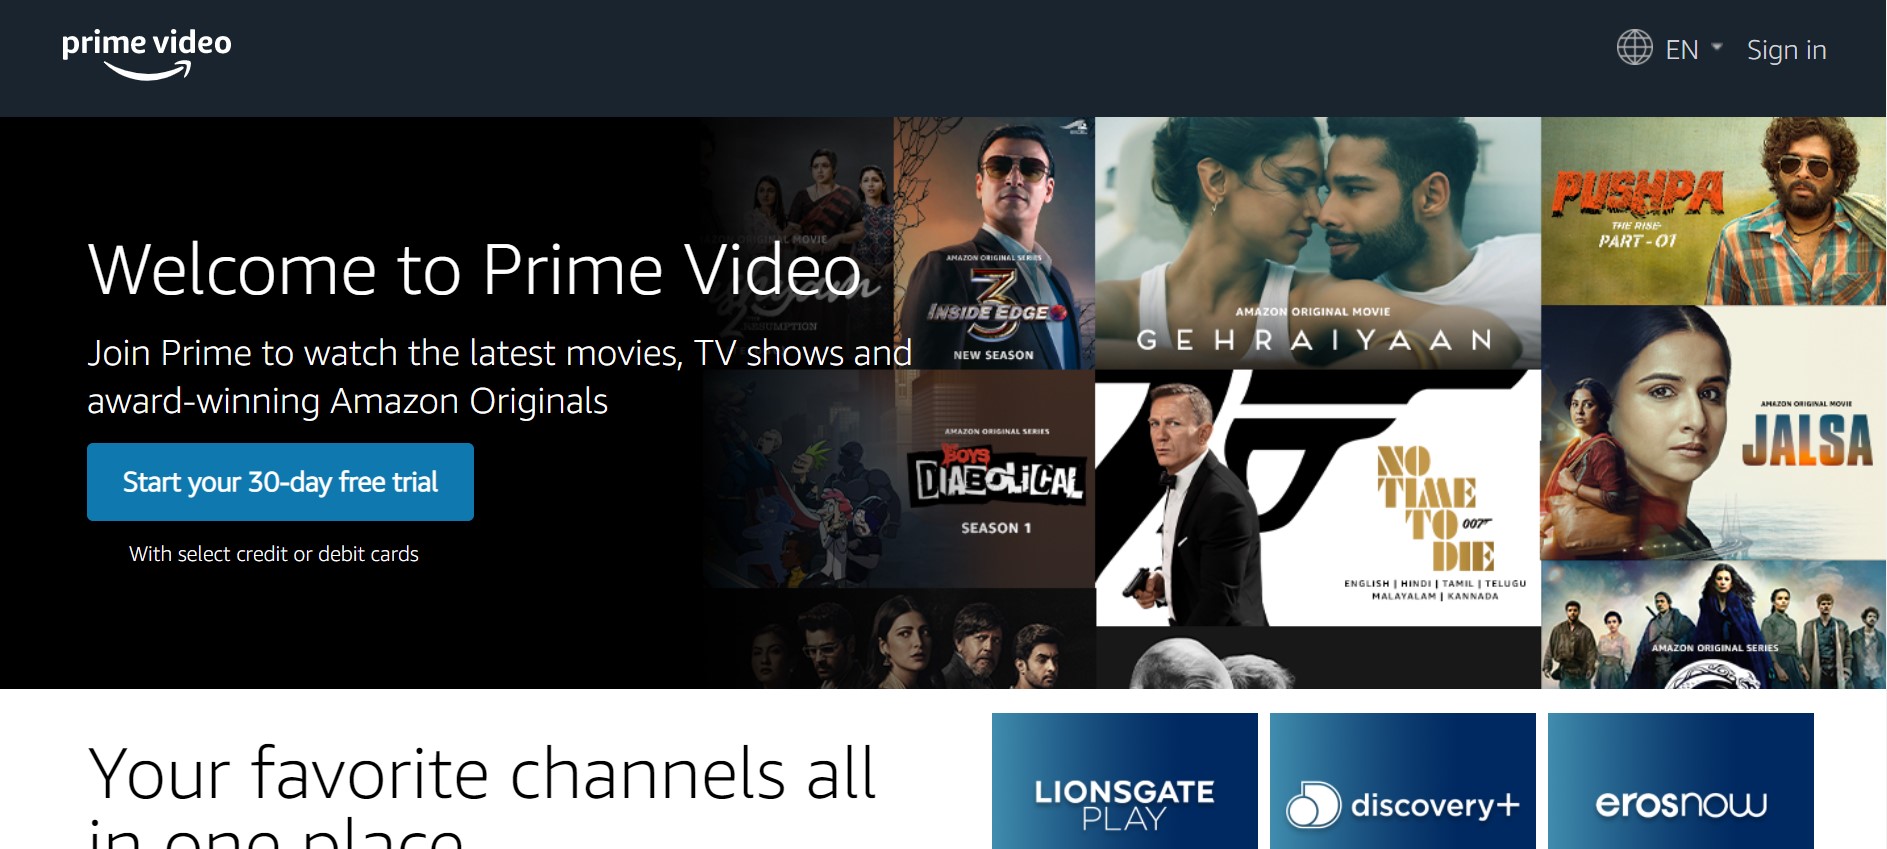 prime video
EN
Sign in
Welcome to Prime Video
Join Prime to watch the latest movies, TV shows and
award-winning Amazon Originals
Start your 30-day free trial
With select credit or debit cards
MOVIE
AMAZON ORIGINAL SERIES
3
INSIDE EDGE
NEW SEASON
AMAZON ORIGINAL MOVIE
GEHRAIYAAN
PUSHPA
THE RISE
PART - 01
AMAZON ORIGINAL MOVIE
JALSA
AMAZON ORIGINAL SERIES
THE BOYS
DIABOLICAL
SEASON 1
NO
TIME
TO 007
DIE
ENGLISH | HINDI | TAMIL | TELUGU
MALAYALAM | KANNADA
AMAZON ORIGINAL SERIES
Your favorite channels all
in one place
LIONSGATE
PLAY
discovery+
erosnow